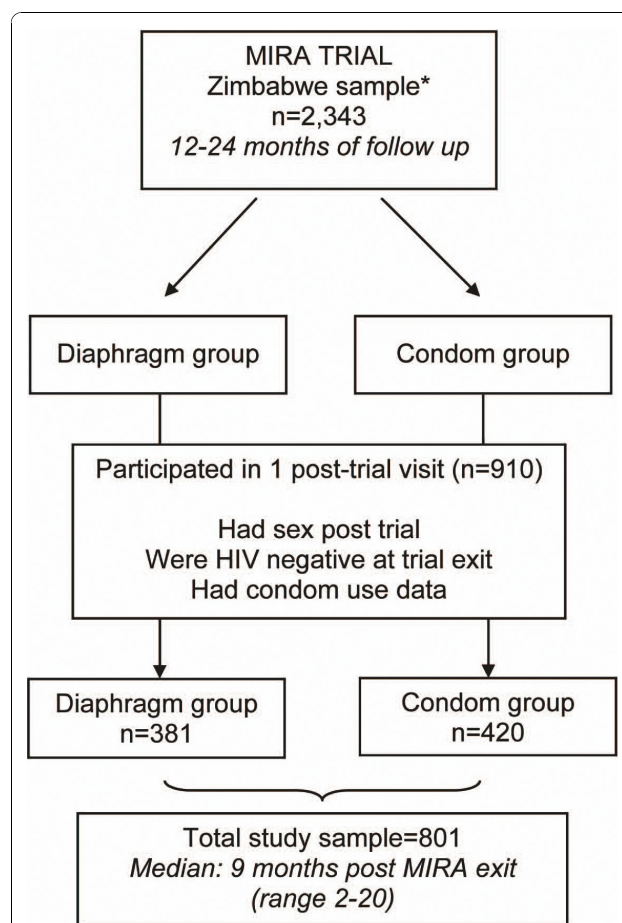 MIRA TRIAL
Zimbabwe sample*
n=2,343
12-24 months of follow up
Diaphragm group
Condom group
Participated in 1 post-trial visit (n=910)
Had sex post trial
Were HIV negative at trial exit
Had condom use data
Diaphragm group
n=381
Condom group
n=420
Total study sample=801
Median: 9 months post MIRA exit
(range 2-20)